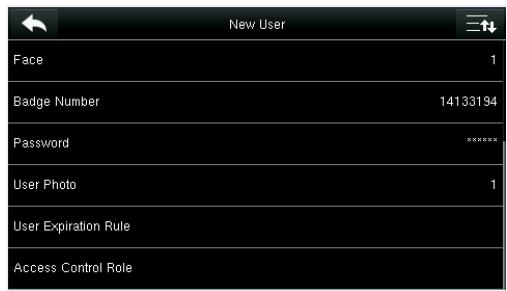 New User
Face 1
Badge Number 14133194
Password ******
User Photo 1
User Expiration Rule
Access Control Role